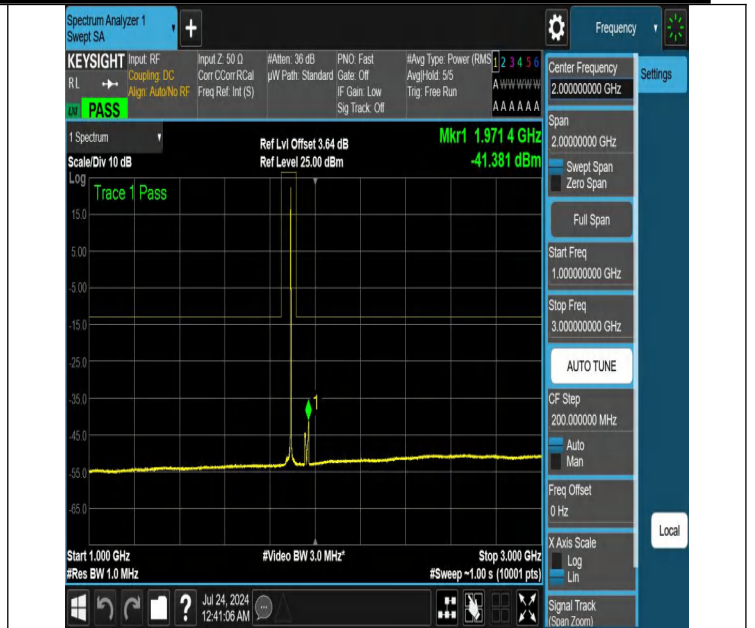 Spectrum Analyzer 1
Swept SA
+
Frequency
KEYSIGHT Input: RF Input Z: 50 Ω #Atten: 36 dB PNO: Fast #Avg Type: Power (RMS 1 2 3 4 5 6
RL Coupling: DC Corr CCorr RCal µW Path: Standard Gate: Off Avg|Hold: 5/5 A W W W W W
Align: Auto/No RF Freq Ref: Int (S) IF Gain: Low Trig: Free Run
PASS Sig Track: Off A A A A A A
1 Spectrum Ref Lvl Offset 3.64 dB Mkr1 1.971 4 GHz
Scale/Div 10 dB Ref Level 25.00 dBm -41.381 dBm
Log
Trace 1 Pass
15.0
5.00
-5.00
-15.0
-25.0
-35.0
1
-45.0
-55.0
-65.0
Start 1.000 GHz #Video BW 3.0 MHz* Stop 3.000 GHz
#Res BW 1.0 MHz #Sweep ~1.00 s (10001 pts)
? Jul 24, 2024
12:41:06 AM
Center Frequency
2.000000000 GHz
Settings
Span
2.00000000 GHz
Swept Span
Zero Span
Full Span
Start Freq
1.000000000 GHz
Stop Freq
3.000000000 GHz
AUTO TUNE
CF Step
200.000000 MHz
Auto
Man
Freq Offset
0 Hz
Local
X Axis Scale
Log
Lin
Signal Track
(Span Zoom)